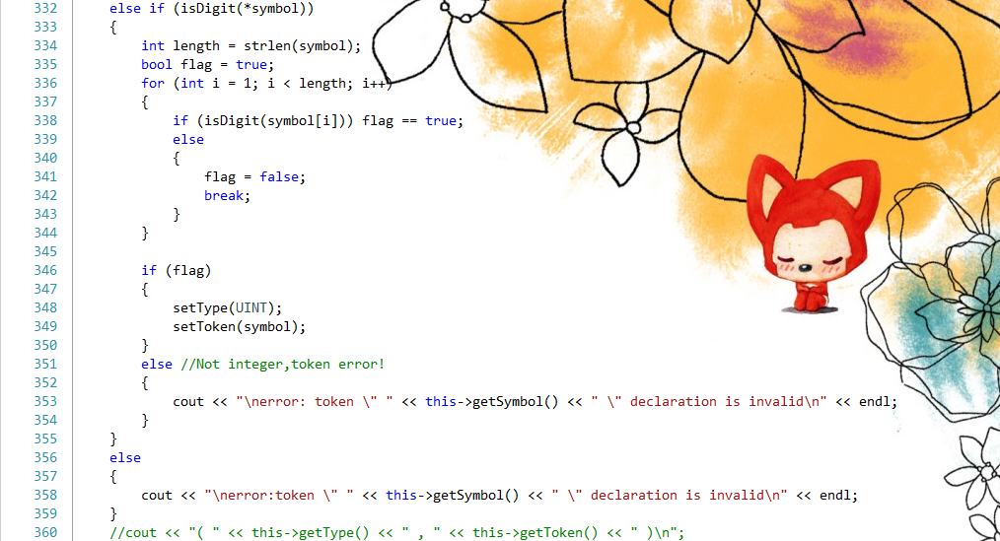 332 else if (isDigit(*symbol))
333 {
334 int length = strlen(symbol);
335 bool flag = true;
336 for (int i = 1; i < length; i++)
337 {
338 if (isDigit(symbol[i])) flag == true;
339 else
340 {
341 flag = false;
342 break;
343 }
344 }
345
346 if (flag)
347 {
348 setType(UINT);
349 setToken(symbol);
350 }
351 else //Not integer,token error!
352 {
353 cout << "\nerror: token \" " << this->getSymbol() << " \" declaration is invalid\n" << endl;
354 }
355 }
356 else
357 {
358 cout << "\nerror:token \" " << this->getSymbol() << " \" declaration is invalid\n" << endl;
359 }
360 //cout << "( " << this->getType() << " , " << this->getToken() << " )\n";